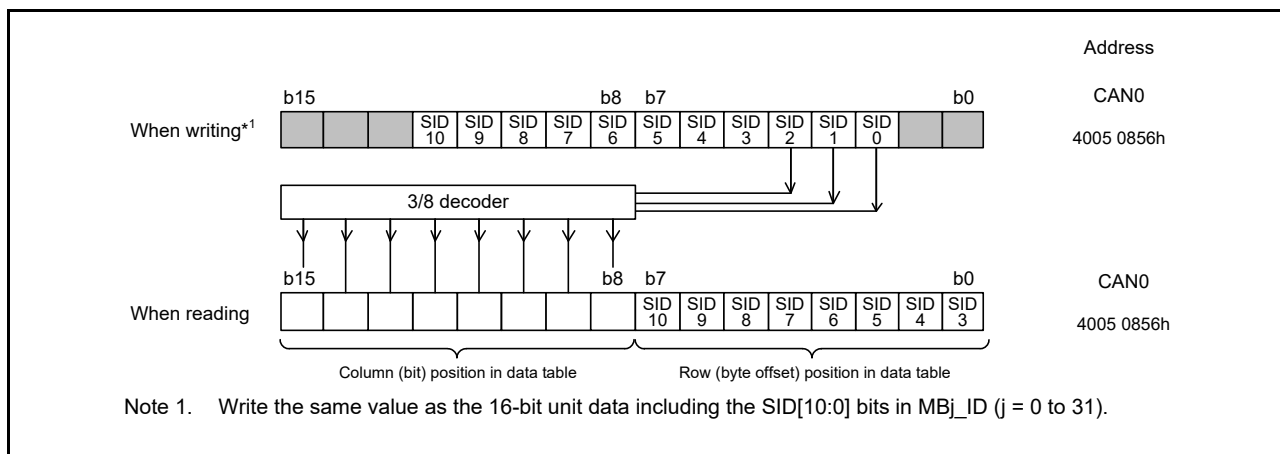 Address
b15 b8 b7 b0 CAN0
When writing*1 SID 10 SID 9 SID 8 SID 7 SID 6 SID 5 SID 4 SID 3 SID 2 SID 1 SID 0 4005 0856h
3/8 decoder
b15 b8 b7 b0 CAN0
When reading SID 10 SID 9 SID 8 SID 7 SID 6 SID 5 SID 4 SID 3 4005 0856h
Column (bit) position in data table Row (byte offset) position in data table
Note 1. Write the same value as the 16-bit unit data including the SID[10:0] bits in MBj_ID (j = 0 to 31).